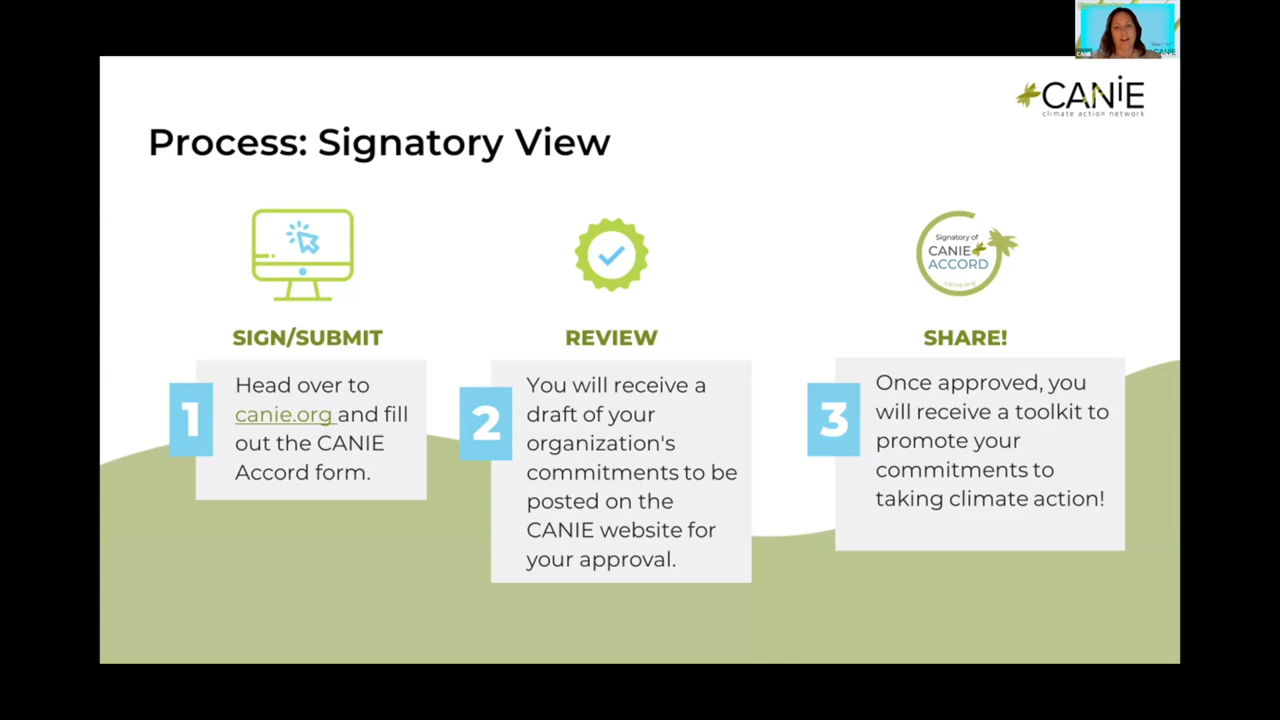 CANIE
CANIE
CANiE
climate action network
Process: Signatory View
Signatory of
CANIE
ACCORD
canie.org
SIGN/SUBMIT
REVIEW
SHARE!
1
Head over to
canie.org and fill
out the CANIE
Accord form.
2
You will receive a
draft of your
organization's
commitments to be
posted on the
CANIE website for
your approval.
3
Once approved, you
will receive a toolkit to
promote your
commitments to
taking climate action!